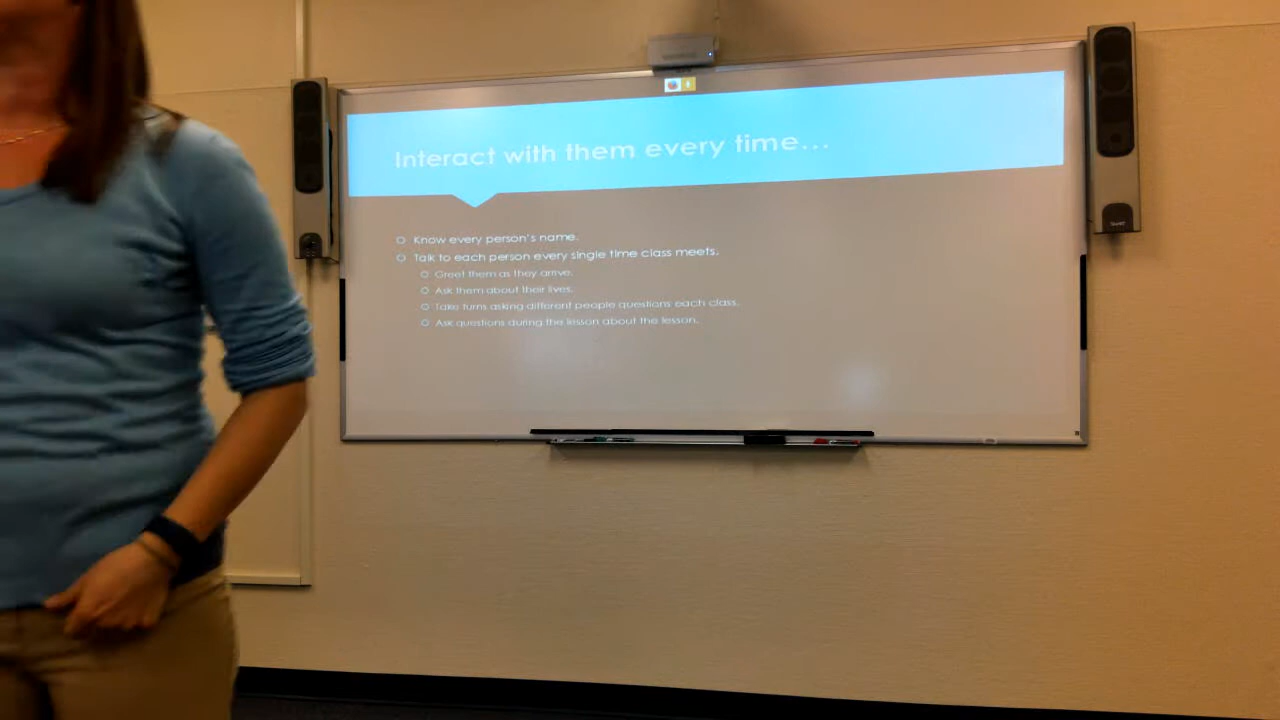 Interact with them every time...
Know every person's name.
Talk to each person every single time class meets.
Greet them as they arrive.
Ask them about their lives.
Take turns asking different people questions each class.
Ask questions during the lesson about the lesson.